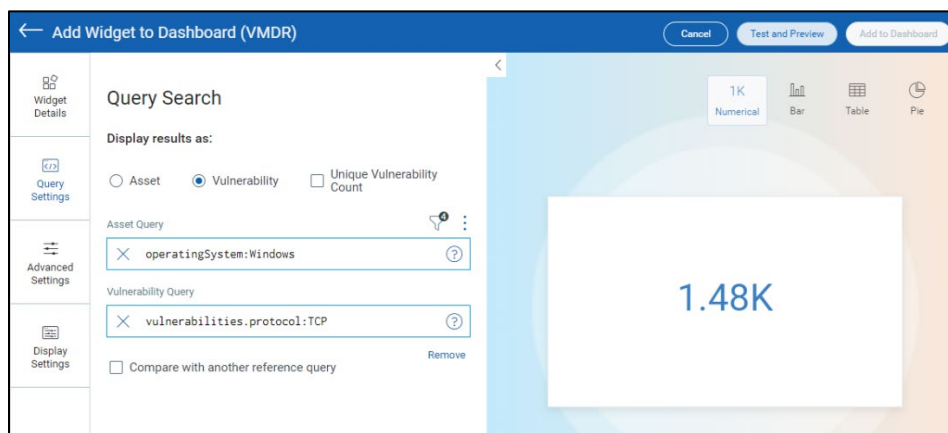 ← Add Widget to Dashboard (VMDR)
Cancel
Test and Preview
Add to Dashboard
Widget
Details
Query
Settings
Advanced
Settings
Display
Settings
Query Search
Display results as:
Asset
Vulnerability
Unique Vulnerability
Count
Asset Query
4
operatingSystem:Windows
?
Vulnerability Query
vulnerabilities.protocol:TCP
?
Remove
Compare with another reference query
1K
Numerical
Bar
Table
Pie
1.48K